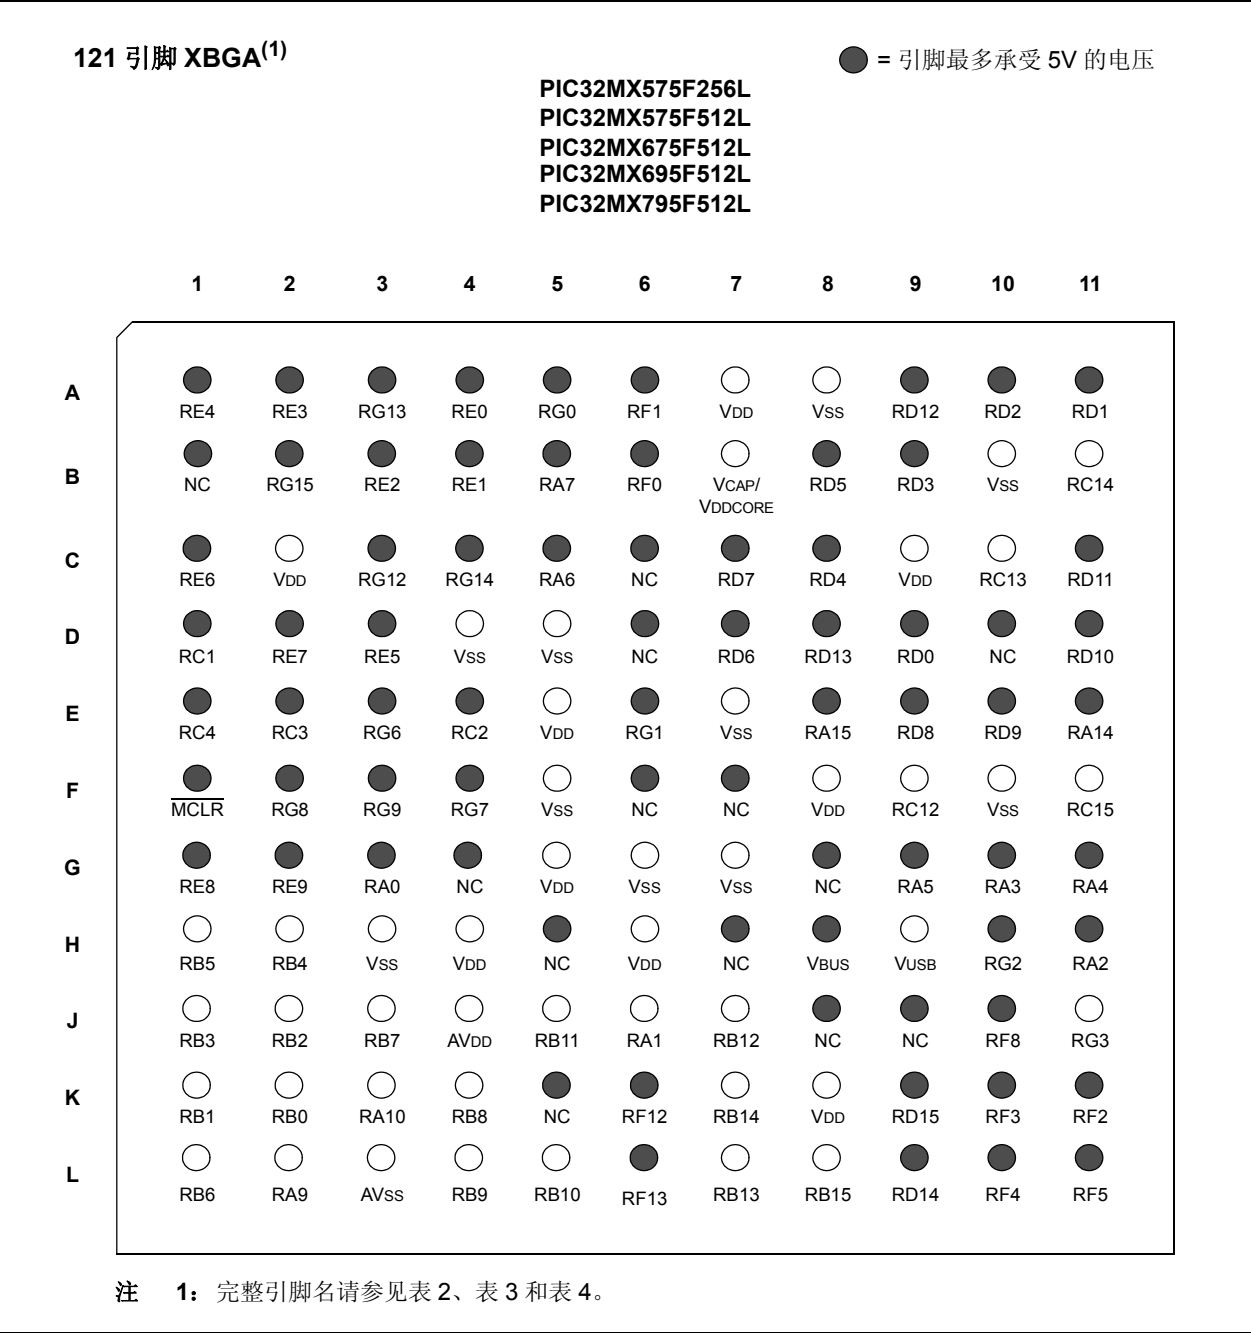 121 引脚 XBGA(1)
= 引脚最多承受 5V 的电压
PIC32MX575F256L
PIC32MX575F512L
PIC32MX675F512L
PIC32MX695F512L
PIC32MX795F512L
1 2 3 4 5 6 7 8 9 10 11
A
RE4 RE3 RG13 RE0 RG0 RF1 VDD VSS RD12 RD2 RD1
B
NC RG15 RE2 RE1 RA7 RF0 VCAP/ RD5 RD3 VSS RC14
VDDCORE
C
RE6 VDD RG12 RG14 RA6 NC RD7 RD4 VDD RC13 RD11
D
RC1 RE7 RE5 VSS VSS NC RD6 RD13 RD0 NC RD10
E
RC4 RC3 RG6 RC2 VDD RG1 VSS RA15 RD8 RD9 RA14
F
MCLR RG8 RG9 RG7 VSS NC NC VDD RC12 VSS RC15
G
RE8 RE9 RA0 NC VDD VSS VSS NC RA5 RA3 RA4
H
RB5 RB4 VSS VDD NC VDD NC VBUS VUSB RG2 RA2
J
RB3 RB2 RB7 AVDD RB11 RA1 RB12 NC NC RF8 RG3
K
RB1 RB0 RA10 RB8 NC RF12 RB14 VDD RD15 RF3 RF2
L
RB6 RA9 AVSS RB9 RB10 RF13 RB13 RB15 RD14 RF4 RF5
注 1： 完整引脚名请参见表 2、表 3 和表 4。